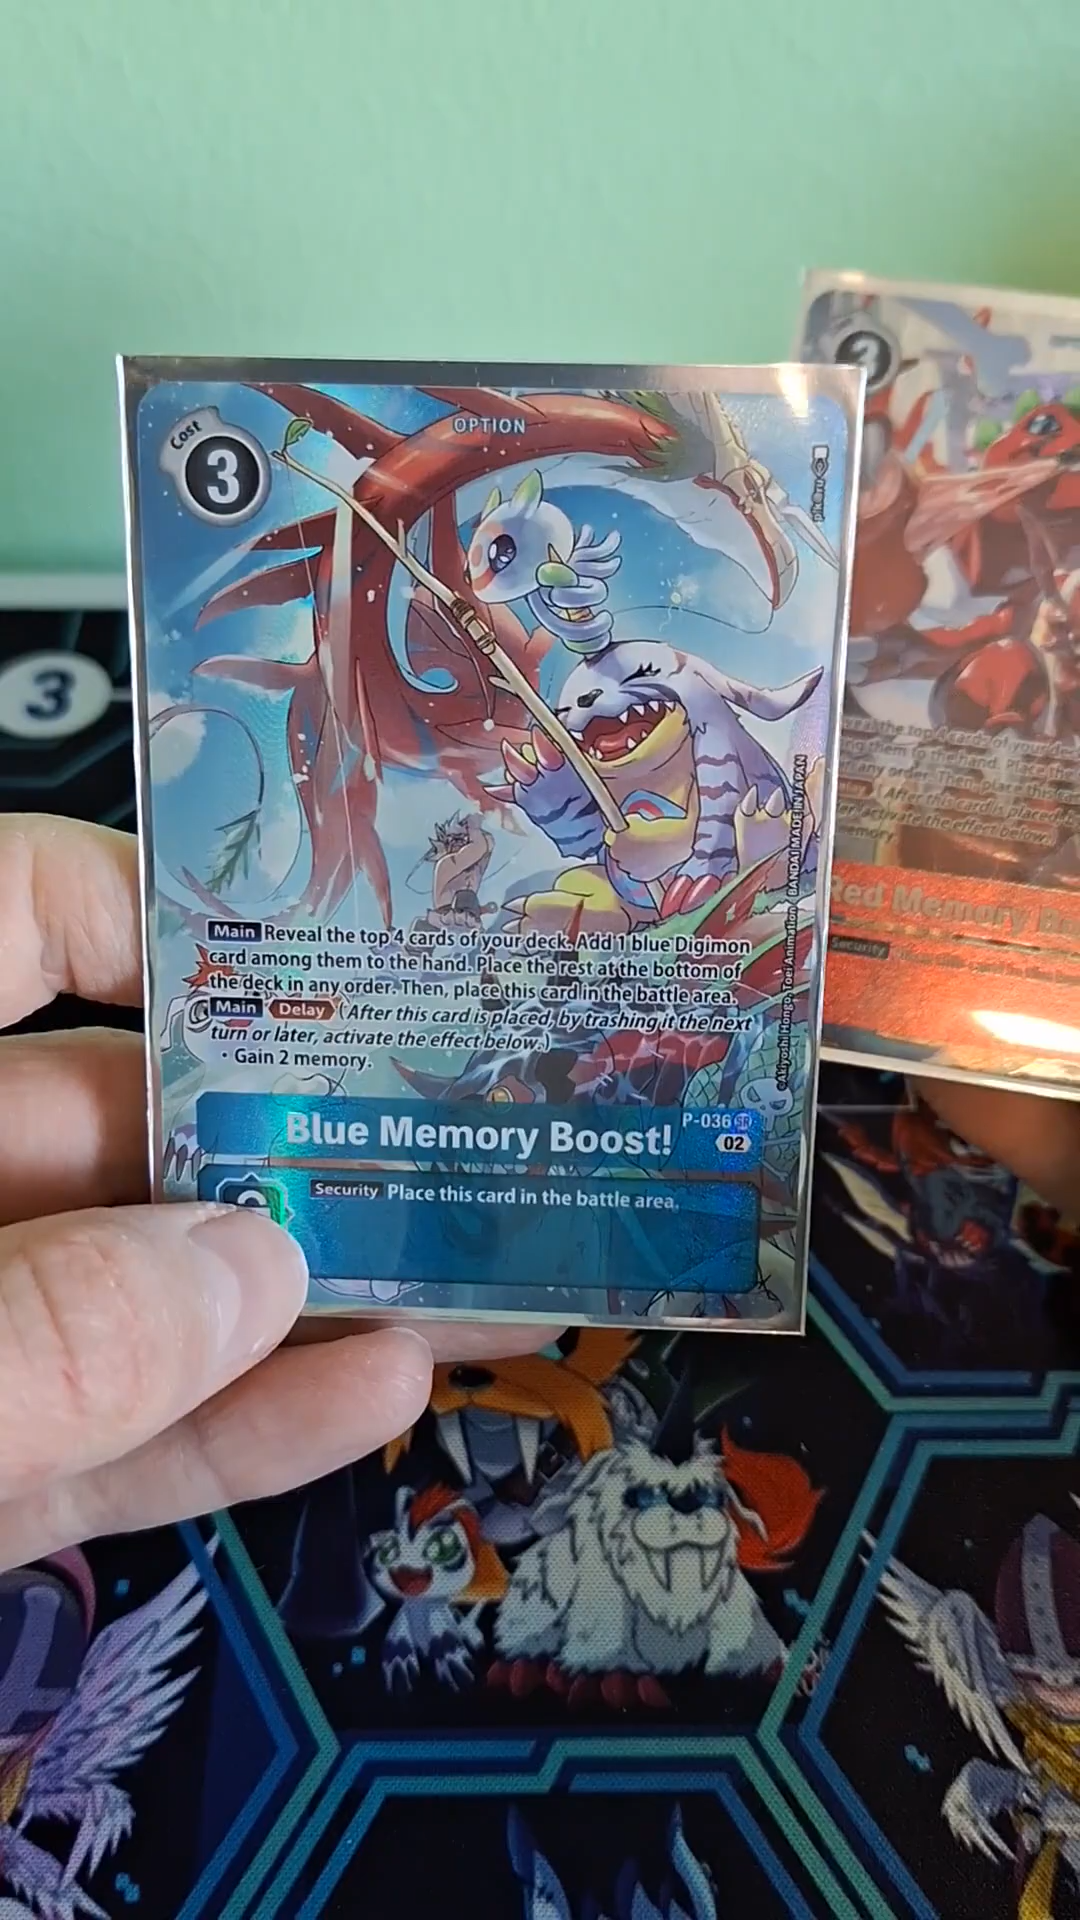 Cost
3
OPTION
Main Reveal the top 4 cards of your deck. Add 1 blue Digimon
card among them to the hand. Place the rest at the bottom of
the deck in any order. Then, place this card in the battle area.
Main Delay (After this card is placed, by trashing it the next
turn or later, activate the effect below.)
・Gain 2 memory.
Blue Memory Boost!
P-036 SR
02
Security Place this card in the battle area.
©Akiyoshi Hongo, Toei Animation BANDAI MADE IN JAPAN
3
3
Red Memory
Security